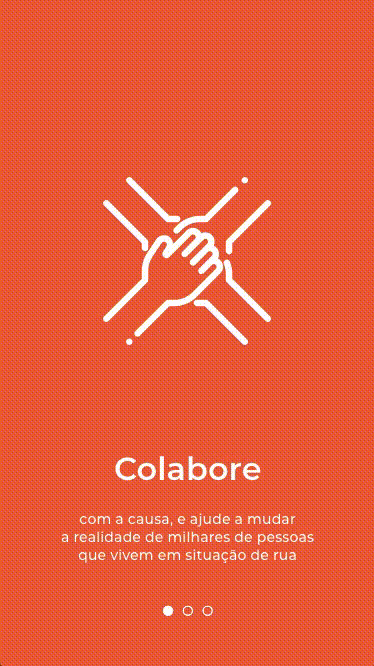 Colabore
com a causa, e ajude a mudar
a realidade de milhares de pessoas
que vivem em situação de rua